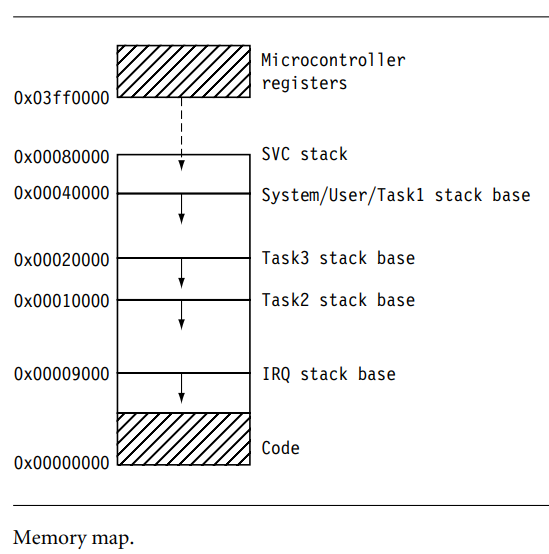 Microcontroller
registers
0x03ff0000
0x00080000 SVC stack
0x00040000 System/User/Task1 stack base
0x00020000 Task3 stack base
0x00010000 Task2 stack base
0x00009000 IRQ stack base
Code
0x00000000
Memory map.